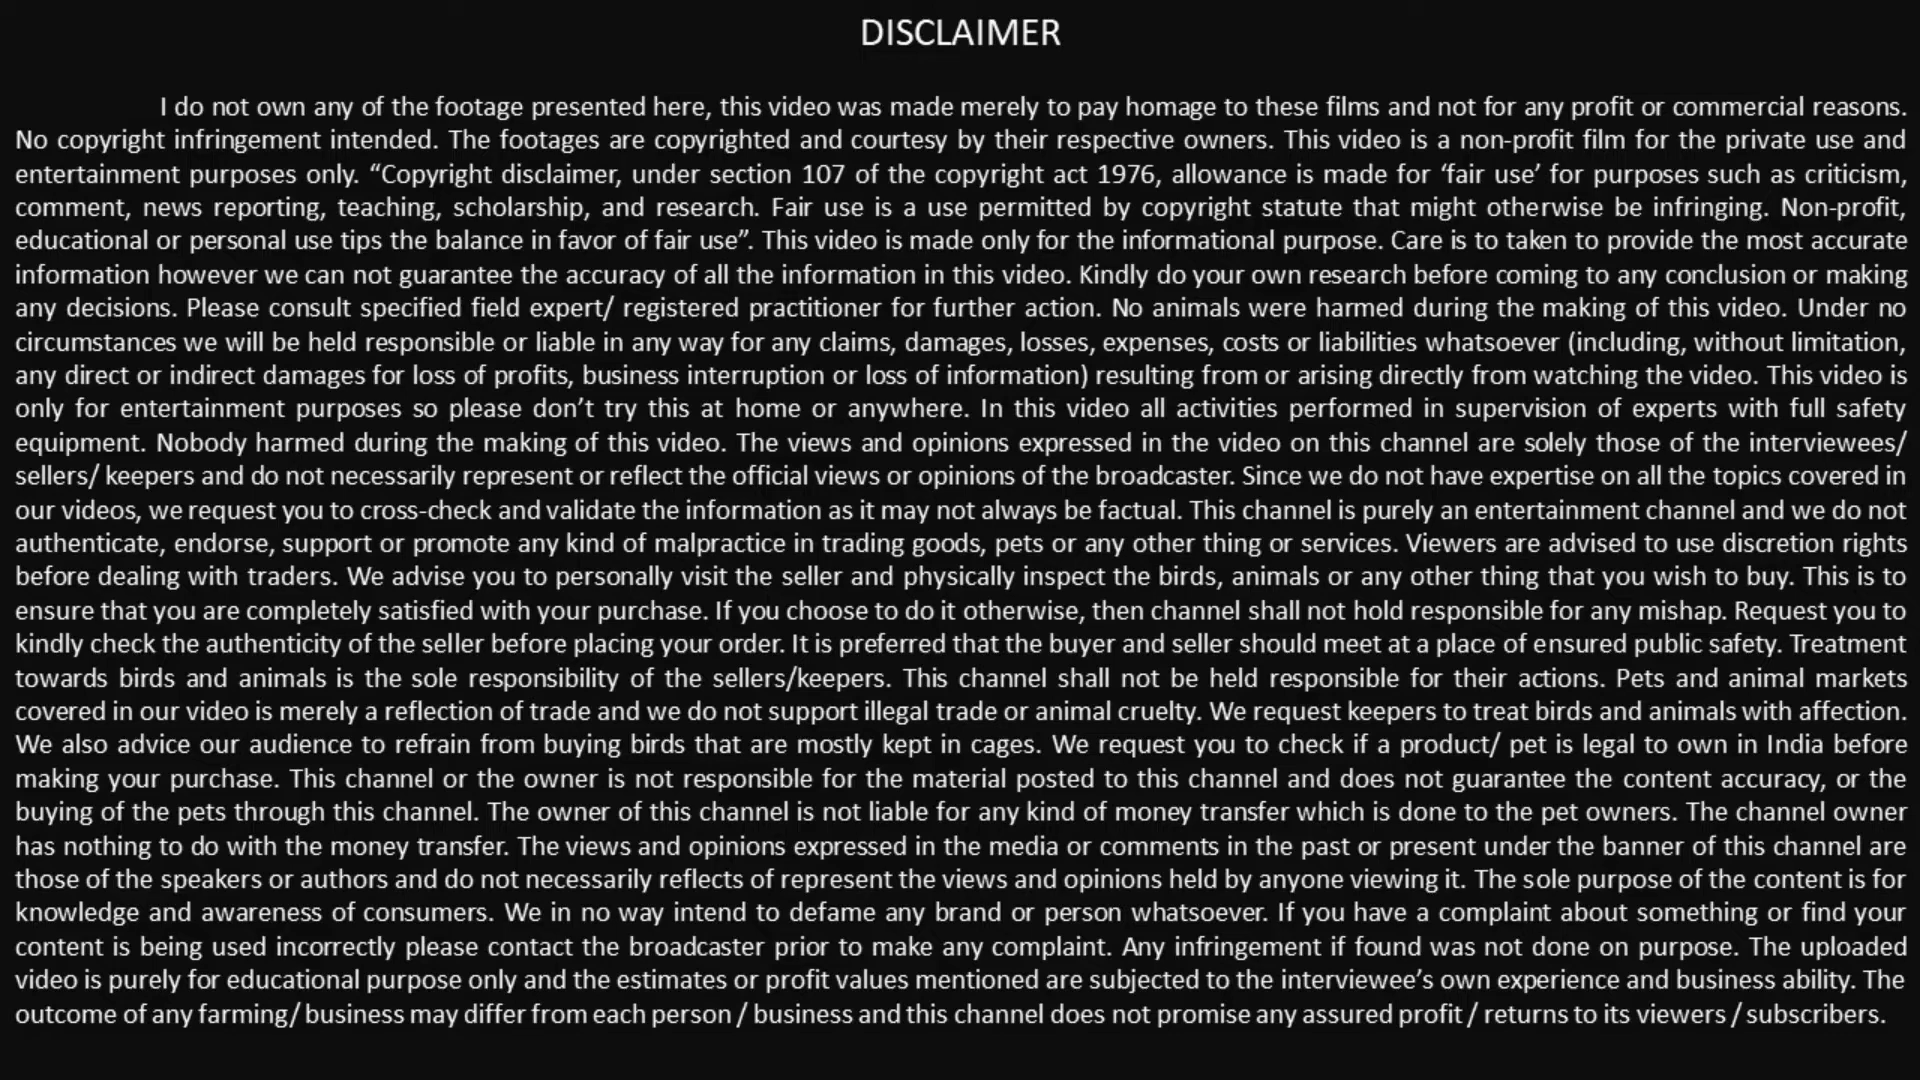 DISCLAIMER
I do not own any of the footage presented here, this video was made merely to pay homage to these films and not for any profit or commercial reasons.
No copyright infringement intended. The footages are copyrighted and courtesy by their respective owners. This video is a non-profit film for the private use and
entertainment purposes only. “Copyright disclaimer, under section 107 of the copyright act 1976, allowance is made for ‘fair use’ for purposes such as criticism,
comment, news reporting, teaching, scholarship, and research. Fair use is a use permitted by copyright statute that might otherwise be infringing. Non-profit,
educational or personal use tips the balance in favor of fair use”. This video is made only for the informational purpose. Care is to taken to provide the most accurate
information however we can not guarantee the accuracy of all the information in this video. Kindly do your own research before coming to any conclusion or making
any decisions. Please consult specified field expert/ registered practitioner for further action. No animals were harmed during the making of this video. Under no
circumstances we will be held responsible or liable in any way for any claims, damages, losses, expenses, costs or liabilities whatsoever (including, without limitation,
any direct or indirect damages for loss of profits, business interruption or loss of information) resulting from or arising directly from watching the video. This video is
only for entertainment purposes so please don’t try this at home or anywhere. In this video all activities performed in supervision of experts with full safety
equipment. Nobody harmed during the making of this video. The views and opinions expressed in the video on this channel are solely those of the interviewees/
sellers/ keepers and do not necessarily represent or reflect the official views or opinions of the broadcaster. Since we do not have expertise on all the topics covered in
our videos, we request you to cross-check and validate the information as it may not always be factual. This channel is purely an entertainment channel and we do not
authenticate, endorse, support or promote any kind of malpractice in trading goods, pets or any other thing or services. Viewers are advised to use discretion rights
before dealing with traders. We advise you to personally visit the seller and physically inspect the birds, animals or any other thing that you wish to buy. This is to
ensure that you are completely satisfied with your purchase. If you choose to do it otherwise, then channel shall not hold responsible for any mishap. Request you to
kindly check the authenticity of the seller before placing your order. It is preferred that the buyer and seller should meet at a place of ensured public safety. Treatment
towards birds and animals is the sole responsibility of the sellers/keepers. This channel shall not be held responsible for their actions. Pets and animal markets
covered in our video is merely a reflection of trade and we do not support illegal trade or animal cruelty. We request keepers to treat birds and animals with affection.
We also advice our audience to refrain from buying birds that are mostly kept in cages. We request you to check if a product/ pet is legal to own in India before
making your purchase. This channel or the owner is not responsible for the material posted to this channel and does not guarantee the content accuracy, or the
buying of the pets through this channel. The owner of this channel is not liable for any kind of money transfer which is done to the pet owners. The channel owner
has nothing to do with the money transfer. The views and opinions expressed in the media or comments in the past or present under the banner of this channel are
those of the speakers or authors and do not necessarily reflects of represent the views and opinions held by anyone viewing it. The sole purpose of the content is for
knowledge and awareness of consumers. We in no way intend to defame any brand or person whatsoever. If you have a complaint about something or find your
content is being used incorrectly please contact the broadcaster prior to make any complaint. Any infringement if found was not done on purpose. The uploaded
video is purely for educational purpose only and the estimates or profit values mentioned are subjected to the interviewee’s own experience and business ability. The
outcome of any farming/ business may differ from each person / business and this channel does not promise any assured profit / returns to its viewers / subscribers.